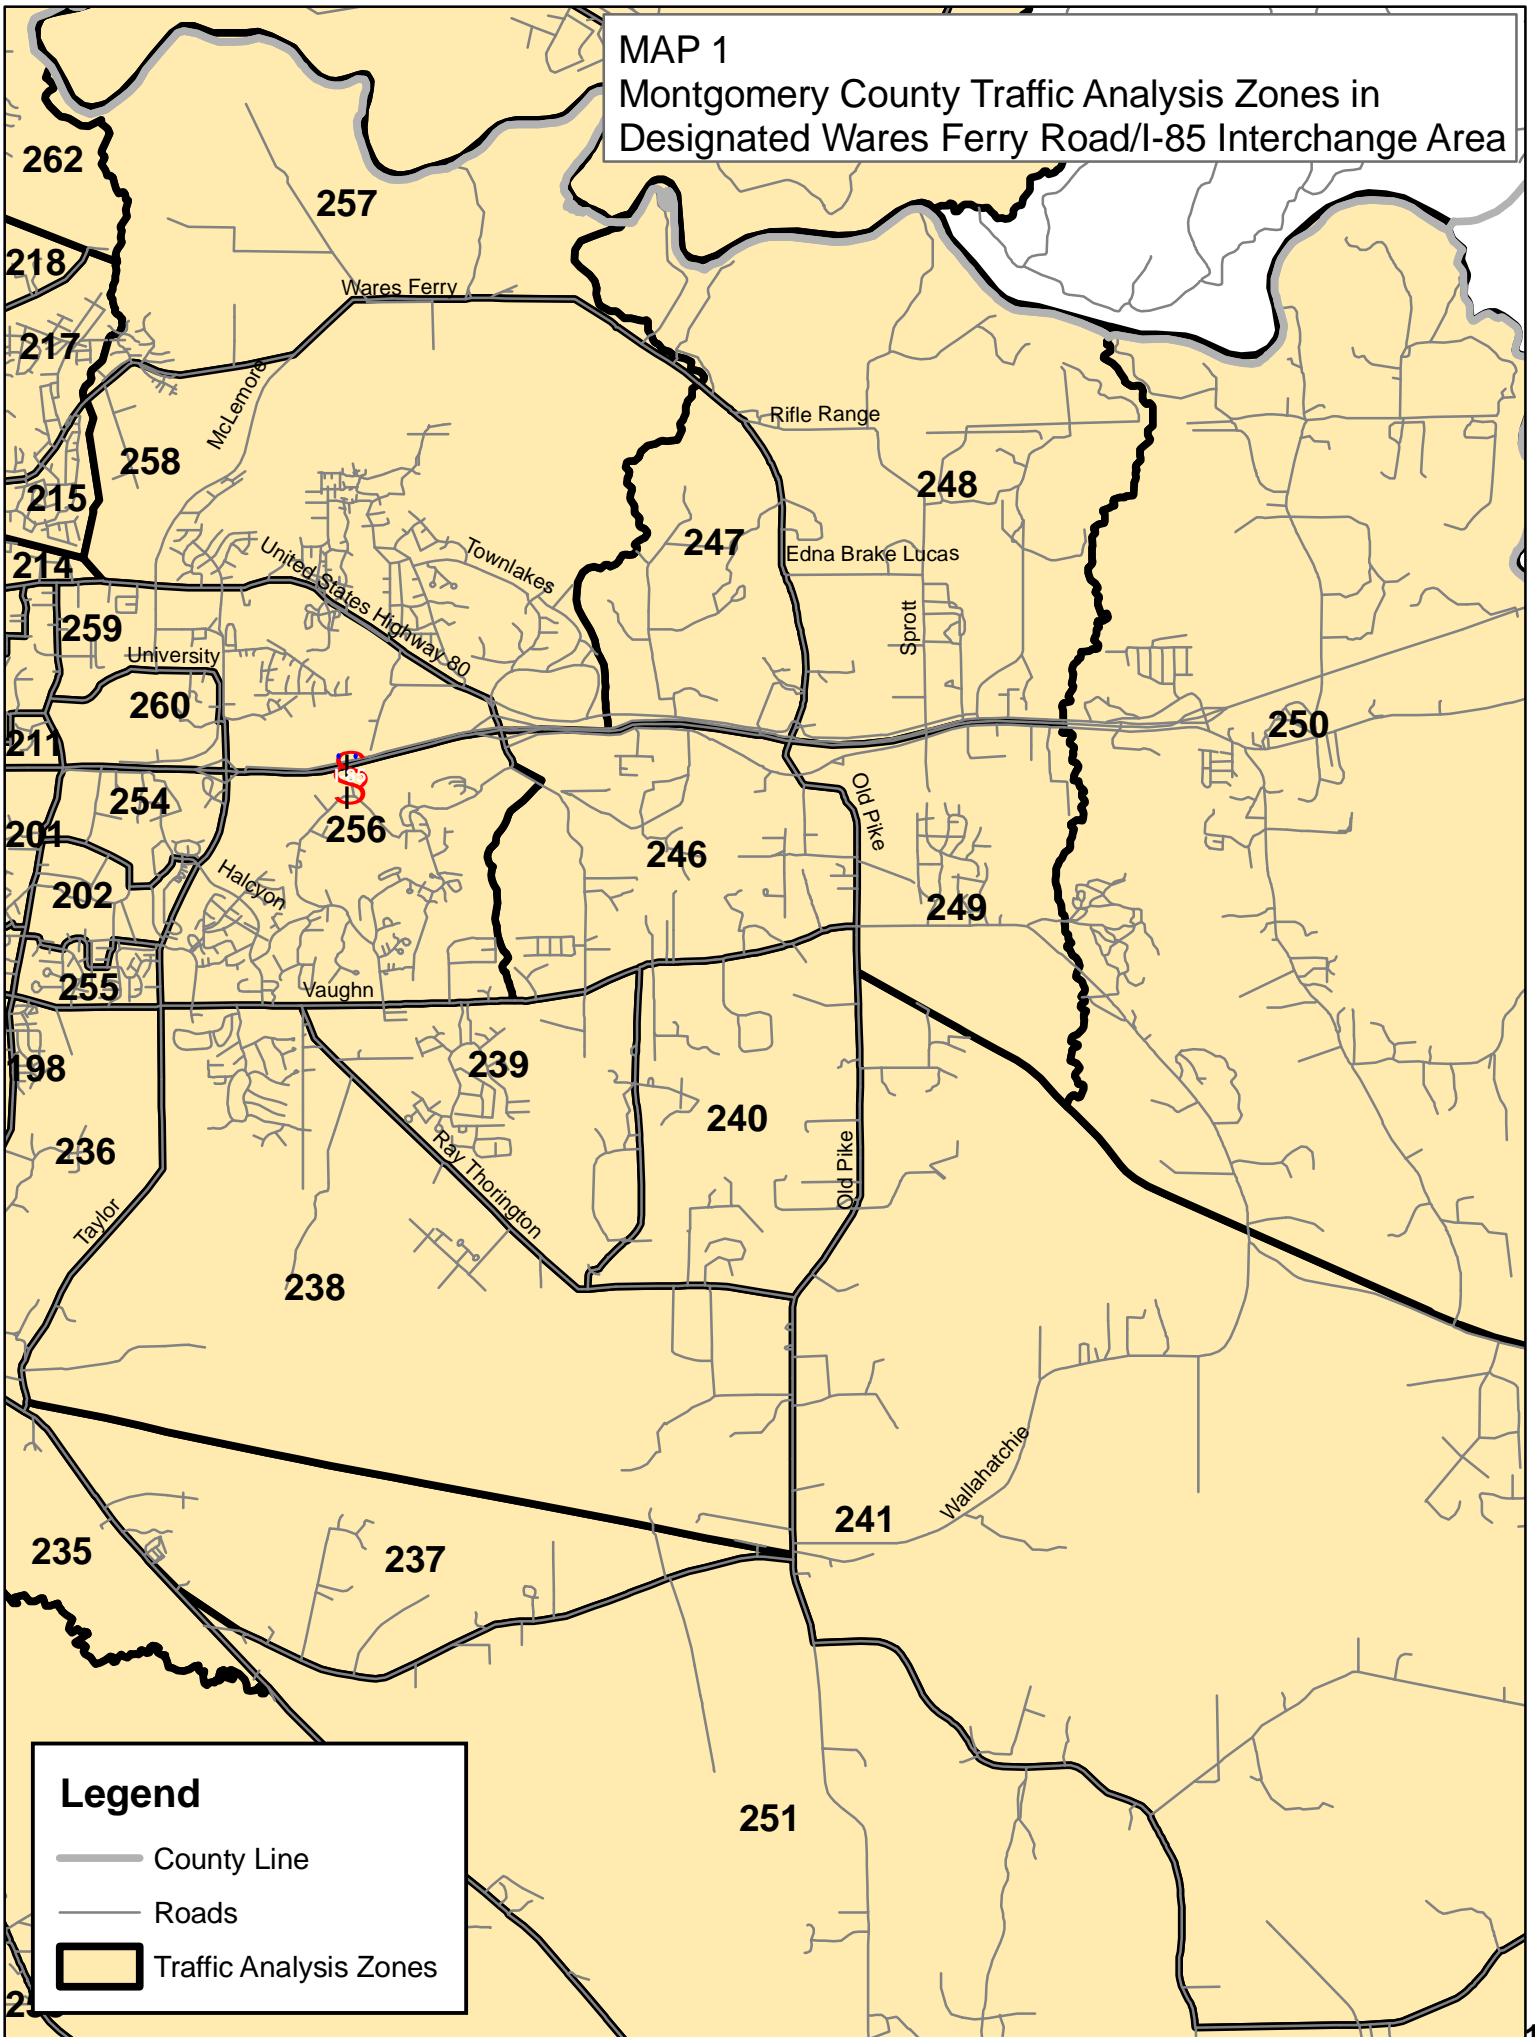 MAP 1
Montgomery County Traffic Analysis Zones in
Designated Wares Ferry Road/I-85 Interchange Area
262
257
218
Wares Ferry
217
McLemore
Rifle Range
258
248
215
247
Townlakes
Edna Brake Lucas
214
United States Highway 80
259
Sprott
University
260
250
211
254
Old Pike
201
256
246
202
Halcyon
249
255
Vaughn
198
239
240
236
Ray Thorington
Old Pike
Taylor
238
Wallahatchie
241
235
237
251
Legend
County Line
Roads
Traffic Analysis Zones